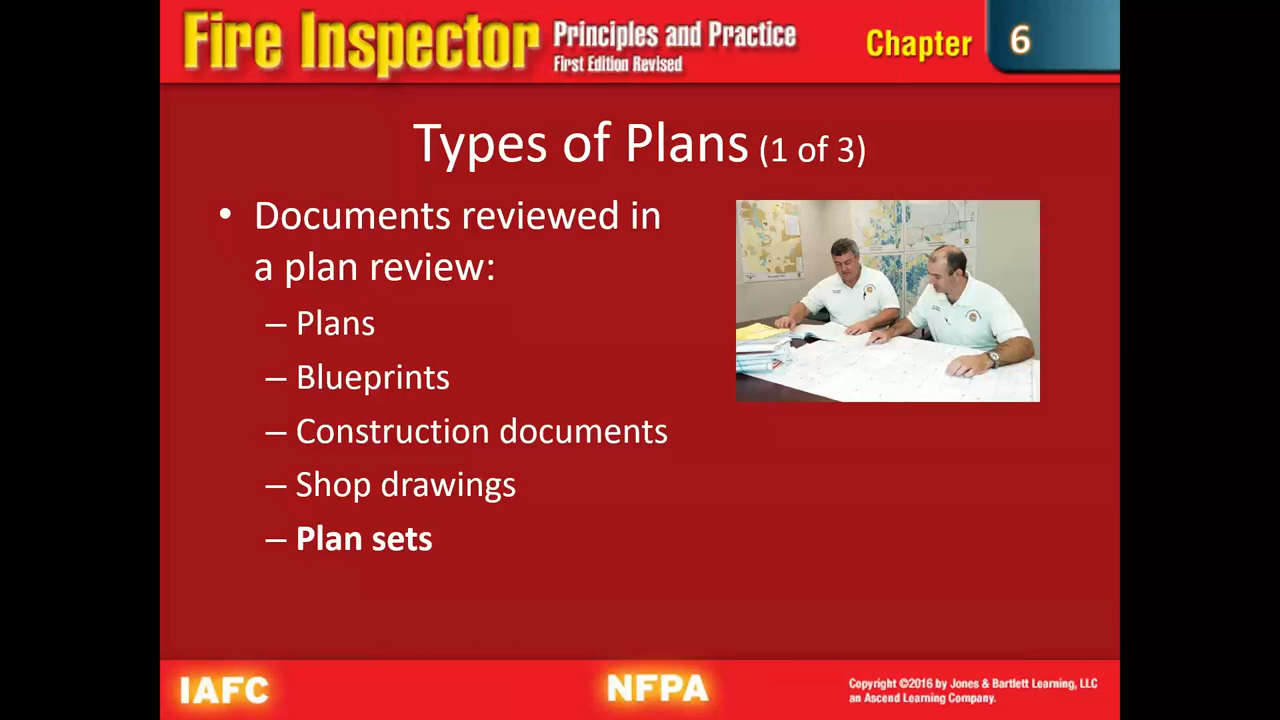 Fire Inspector Principles and Practice
First Edition Revised
Chapter 6
Types of Plans (1 of 3)
• Documents reviewed in
a plan review:
– Plans
– Blueprints
– Construction documents
– Shop drawings
– Plan sets
IAFC
NFPA
Copyright ©2016 by Jones & Bartlett Learning, LLC
an Ascend Learning Company.